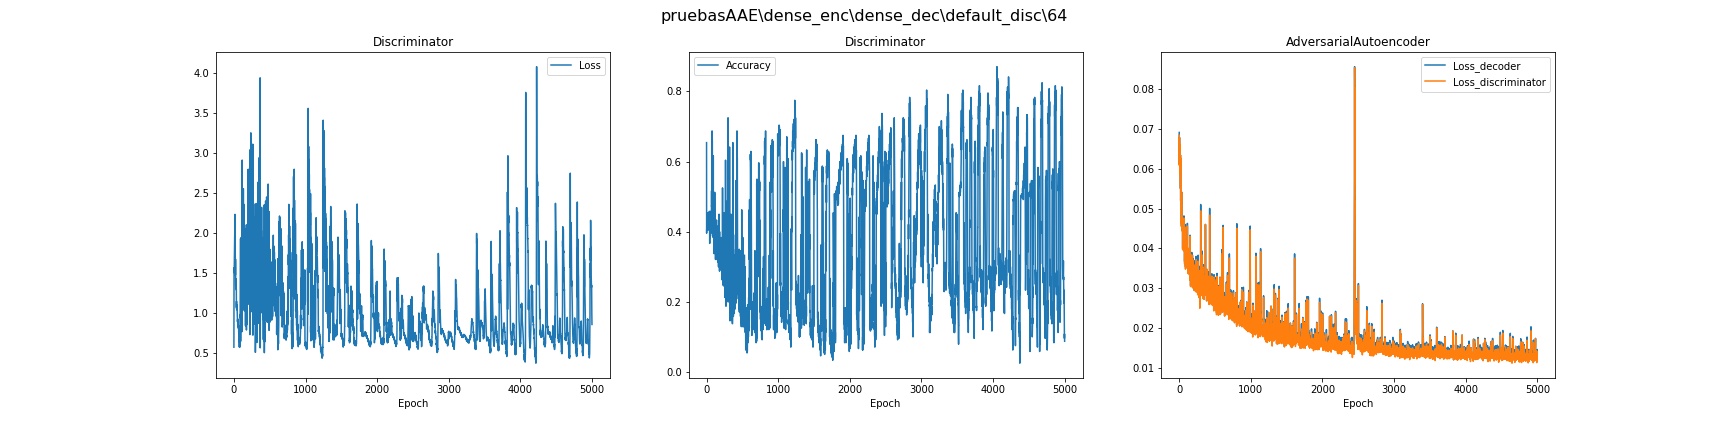 pruebasAAE\dense_enc\dense_dec\default_disc\64
Discriminator
Loss
4.0
3.5
3.0
2.5
2.0
1.5
1.0
0.5
0 1000 2000 3000 4000 5000
Epoch
Discriminator
Accuracy
0.8
0.6
0.4
0.2
0.0
0 1000 2000 3000 4000 5000
Epoch
AdversarialAutoencoder
Loss_decoder
Loss_discriminator
0.08
0.07
0.06
0.05
0.04
0.03
0.02
0.01
0 1000 2000 3000 4000 5000
Epoch